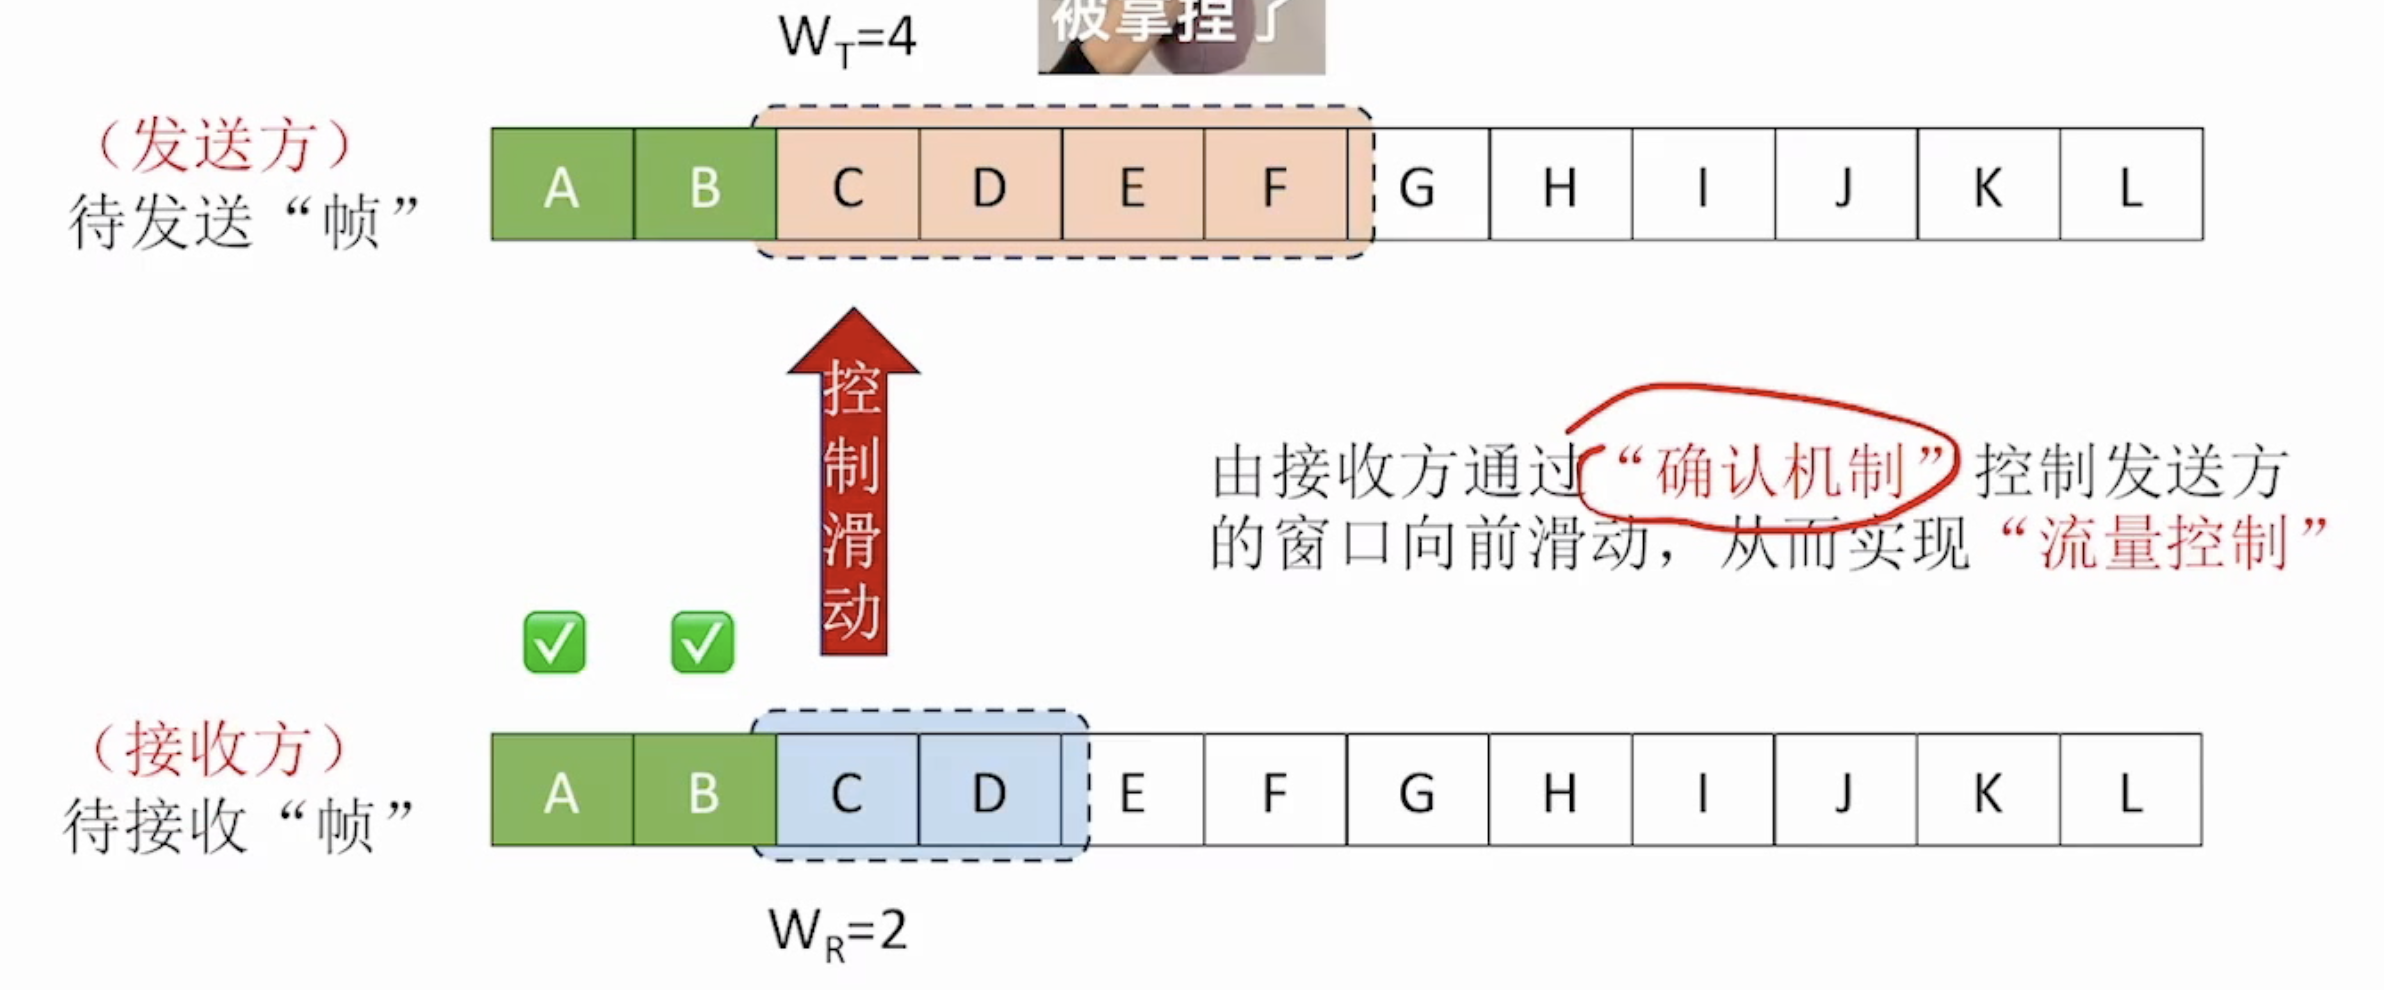 W_T=4
被拿捏了
（发送方）
待发送“帧”
A B C D E F G H I J K L
控制滑动
由接收方通过“确认机制”控制发送方
的窗口向前滑动，从而实现“流量控制”
（接收方）
待接收“帧”
A B C D E F G H I J K L
W_R=2